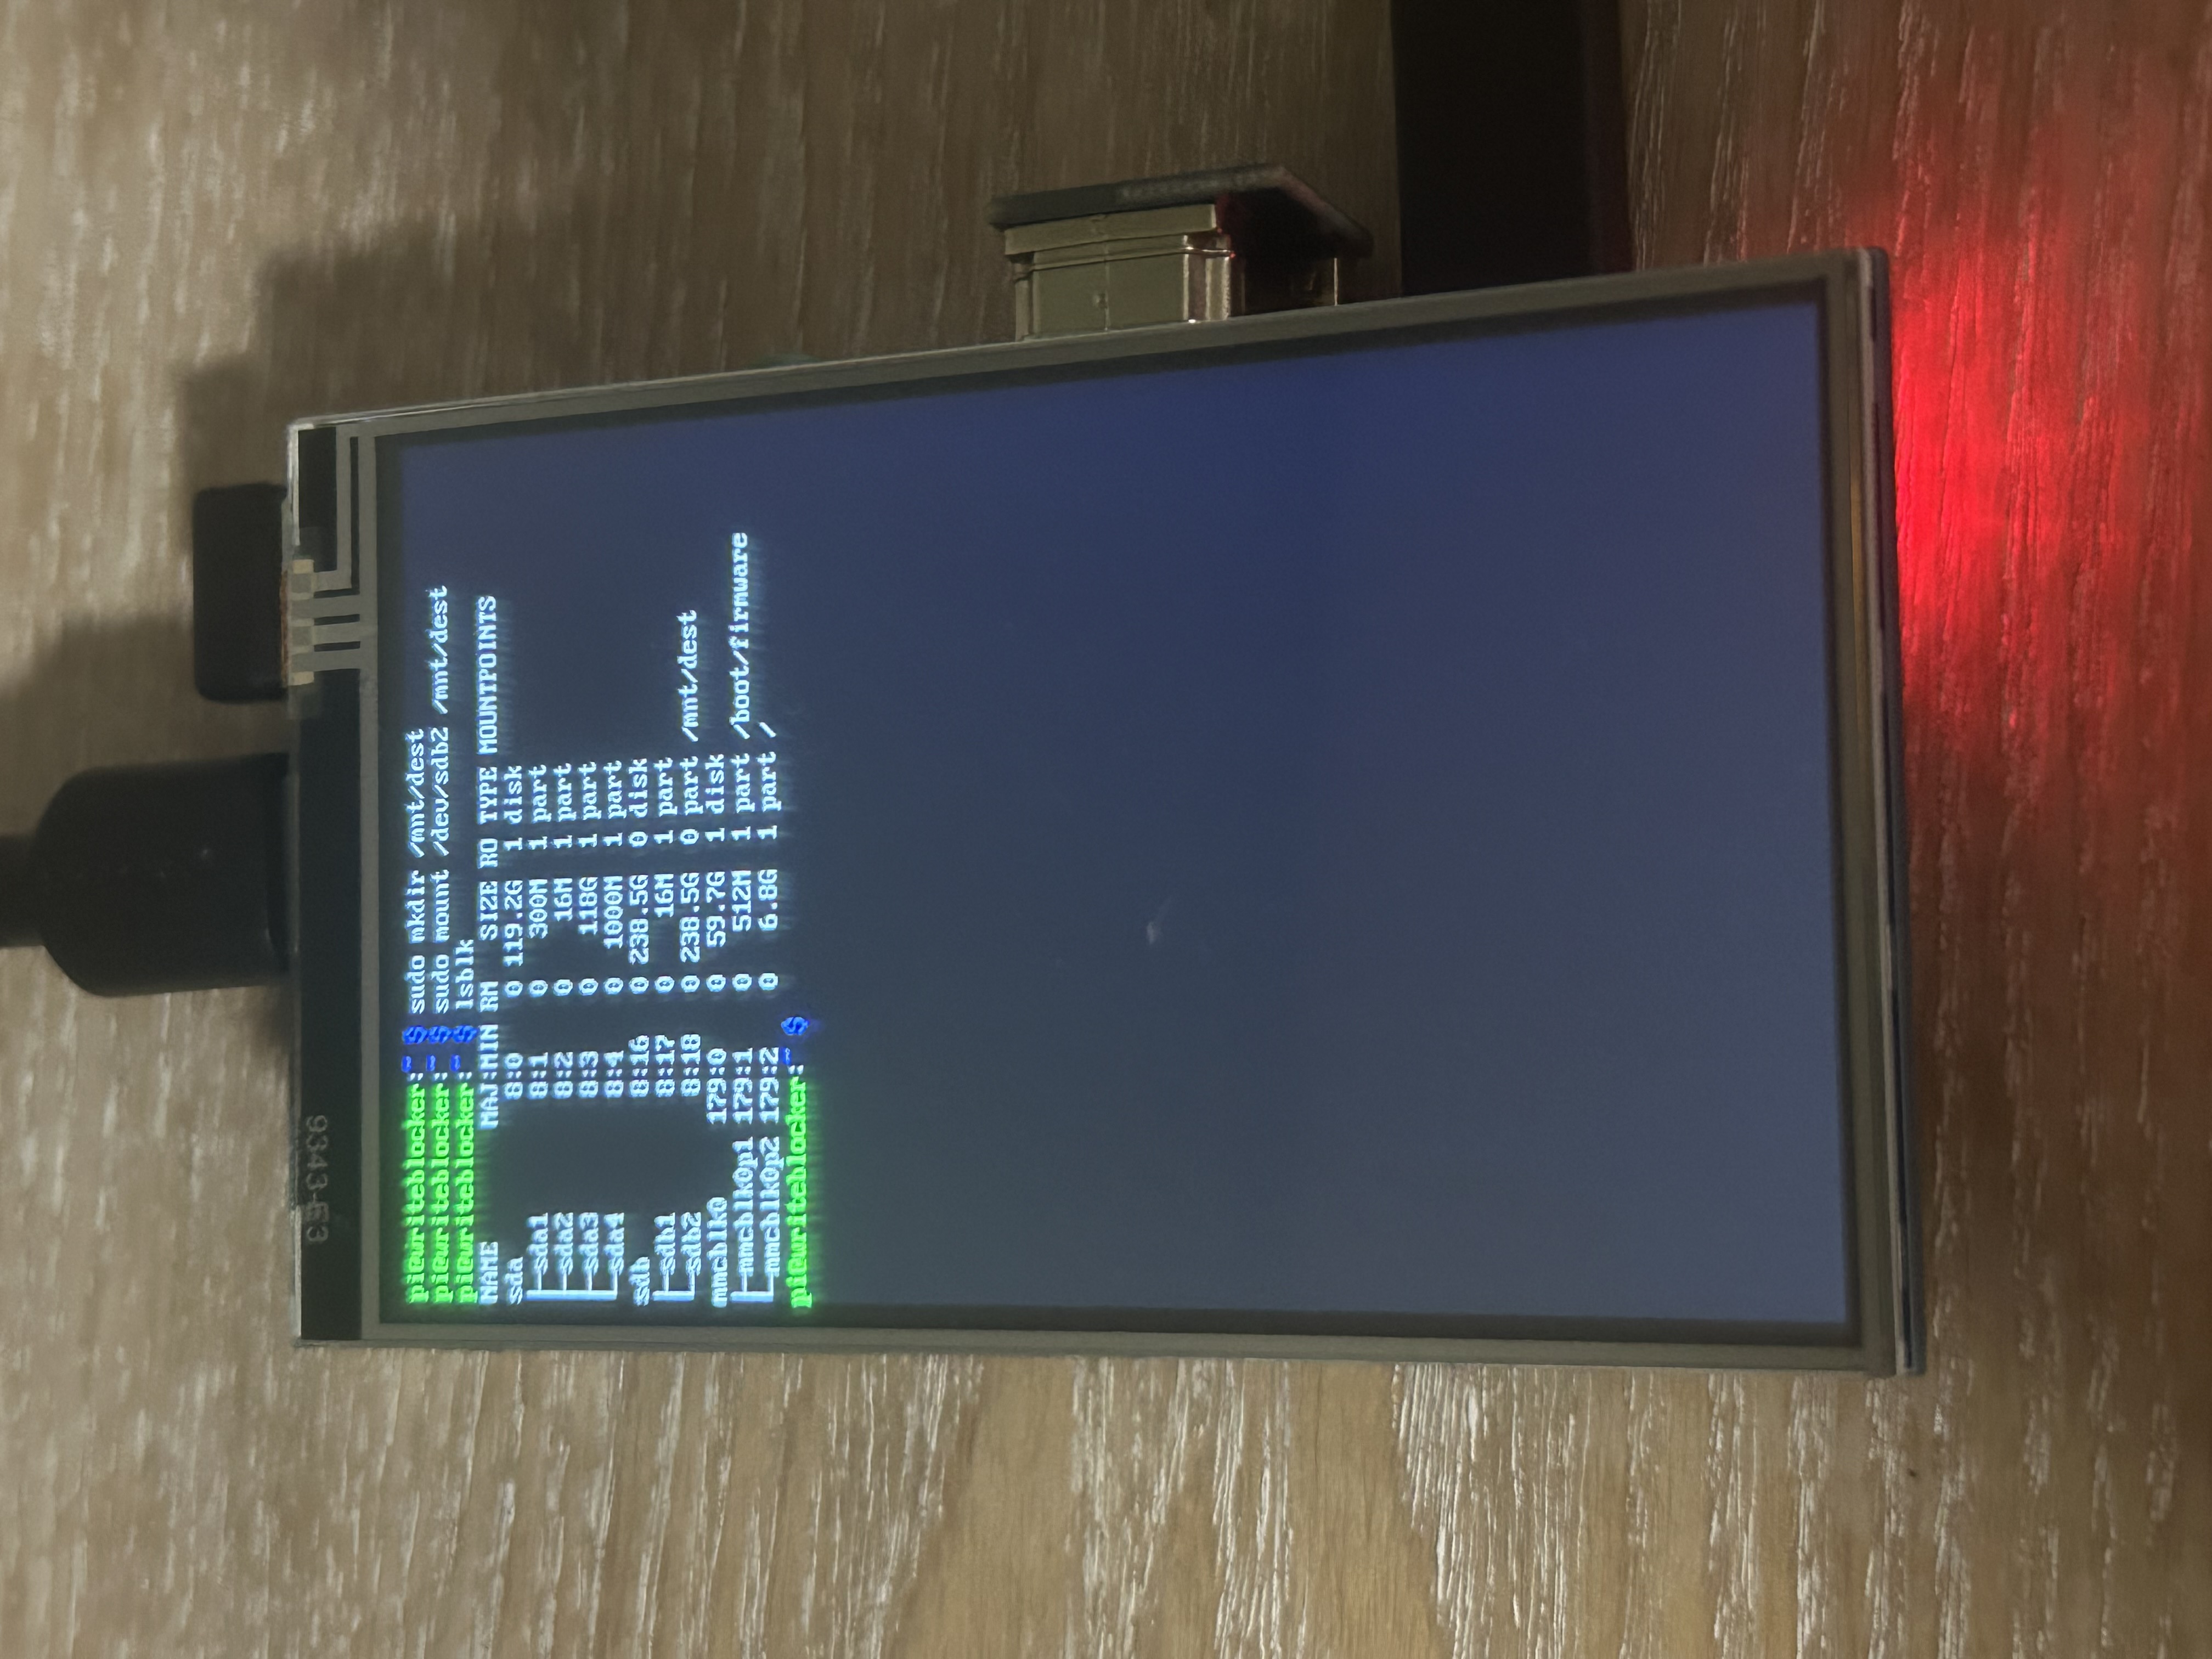 9343-E3
pi@writeblocker:~ $ sudo mkdir /mnt/dest
pi@writeblocker:~ $ sudo mount /dev/sdb2 /mnt/dest
pi@writeblocker:~ $ lsblk
NAME        MAJ:MIN RM   SIZE RO TYPE MOUNTPOINTS
sda           8:0    0 119.2G  1 disk
├─sda1        8:1    0   300M  1 part
├─sda2        8:2    0    16M  1 part
├─sda3        8:3    0   118G  1 part
└─sda4        8:4    0  1000M  1 part
sdb           8:16   0 238.5G  0 disk
├─sdb1        8:17   0    16M  1 part
└─sdb2        8:18   0 238.5G  0 part /mnt/dest
mmcblk0     179:0    0  59.7G  1 disk
├─mmcblk0p1 179:1    0   512M  1 part /boot/firmware
└─mmcblk0p2 179:2    0   6.8G  1 part /
pi@writeblocker:~ $